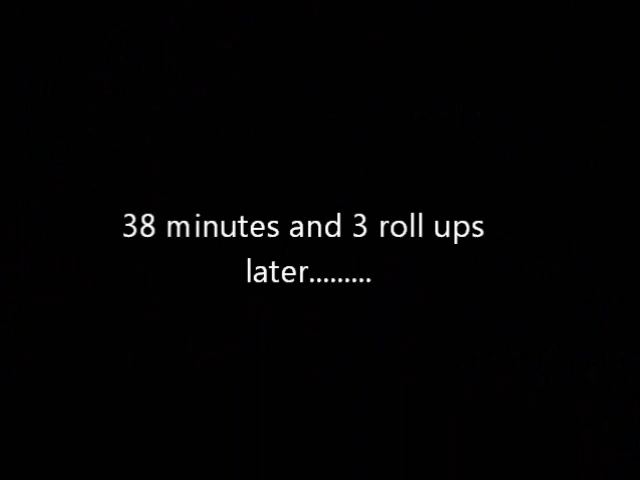 38 minutes and 3 roll ups
later.........